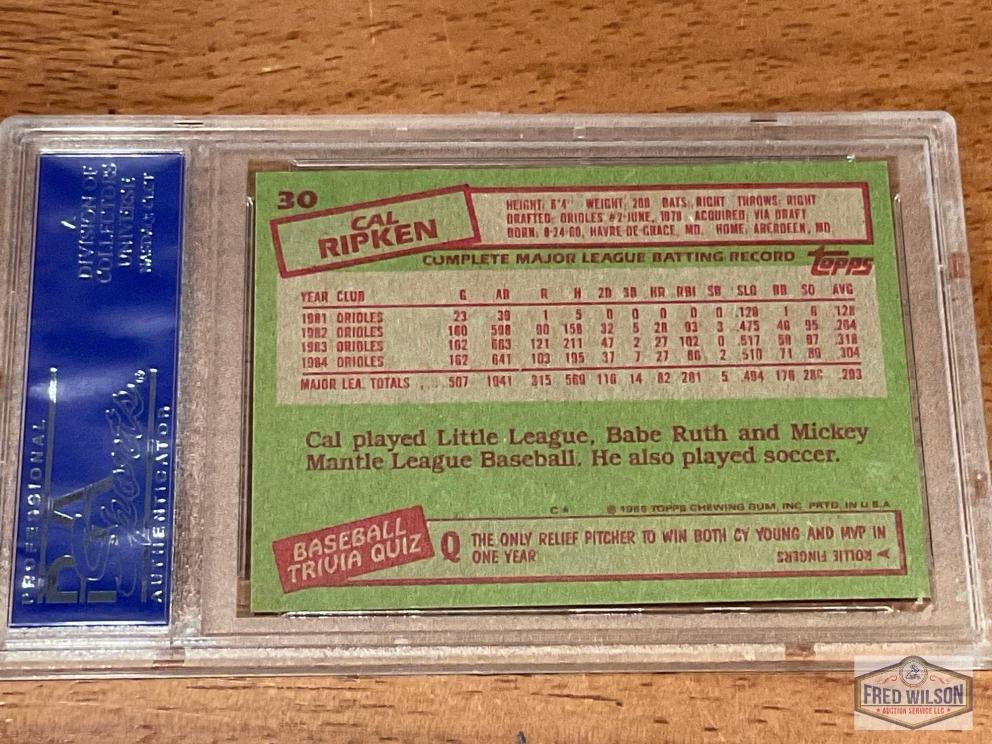 A
DIVISION OF
COLLECTORS
UNIVERSE
NASDAQ: CLCT
PROFESSIONAL
PSA
Sports
AUTHENTICATOR
30
CAL
RIPKEN
HEIGHT: 6'4" WEIGHT: 200 BATS: RIGHT THROWS: RIGHT
DRAFTED: ORIOLES #2-JUNE, 1978 ACQUIRED: VIA DRAFT
BORN: 8-24-60, HAVRE DE GRACE, MD. HOME: ABERDEEN, MD.
COMPLETE MAJOR LEAGUE BATTING RECORD
Topps
YEAR CLUB G AB R H 2B 3B HR RBI SB SLG BB SO AVG
1981 ORIOLES 23 39 1 5 0 0 0 0 0 .128 1 8 .128
1982 ORIOLES 160 598 90 158 32 5 28 93 3 .475 46 95 .264
1983 ORIOLES 162 663 121 211 47 2 27 102 0 .517 58 97 .318
1984 ORIOLES 162 641 103 195 37 7 27 86 2 .510 71 89 .304
MAJOR LEA. TOTALS 507 1941 315 569 116 14 82 281 5 .494 176 289 .293
Cal played Little League, Babe Ruth and Mickey
Mantle League Baseball. He also played soccer.
C* © 1985 TOPPS CHEWING GUM, INC. PRTD. IN U.S.A.
BASEBALL
TRIVIA QUIZ
Q THE ONLY RELIEF PITCHER TO WIN BOTH CY YOUNG AND MVP IN
ONE YEAR
A ROLLIE FINGERS
FRED WILSON
AUCTION SERVICE LLC